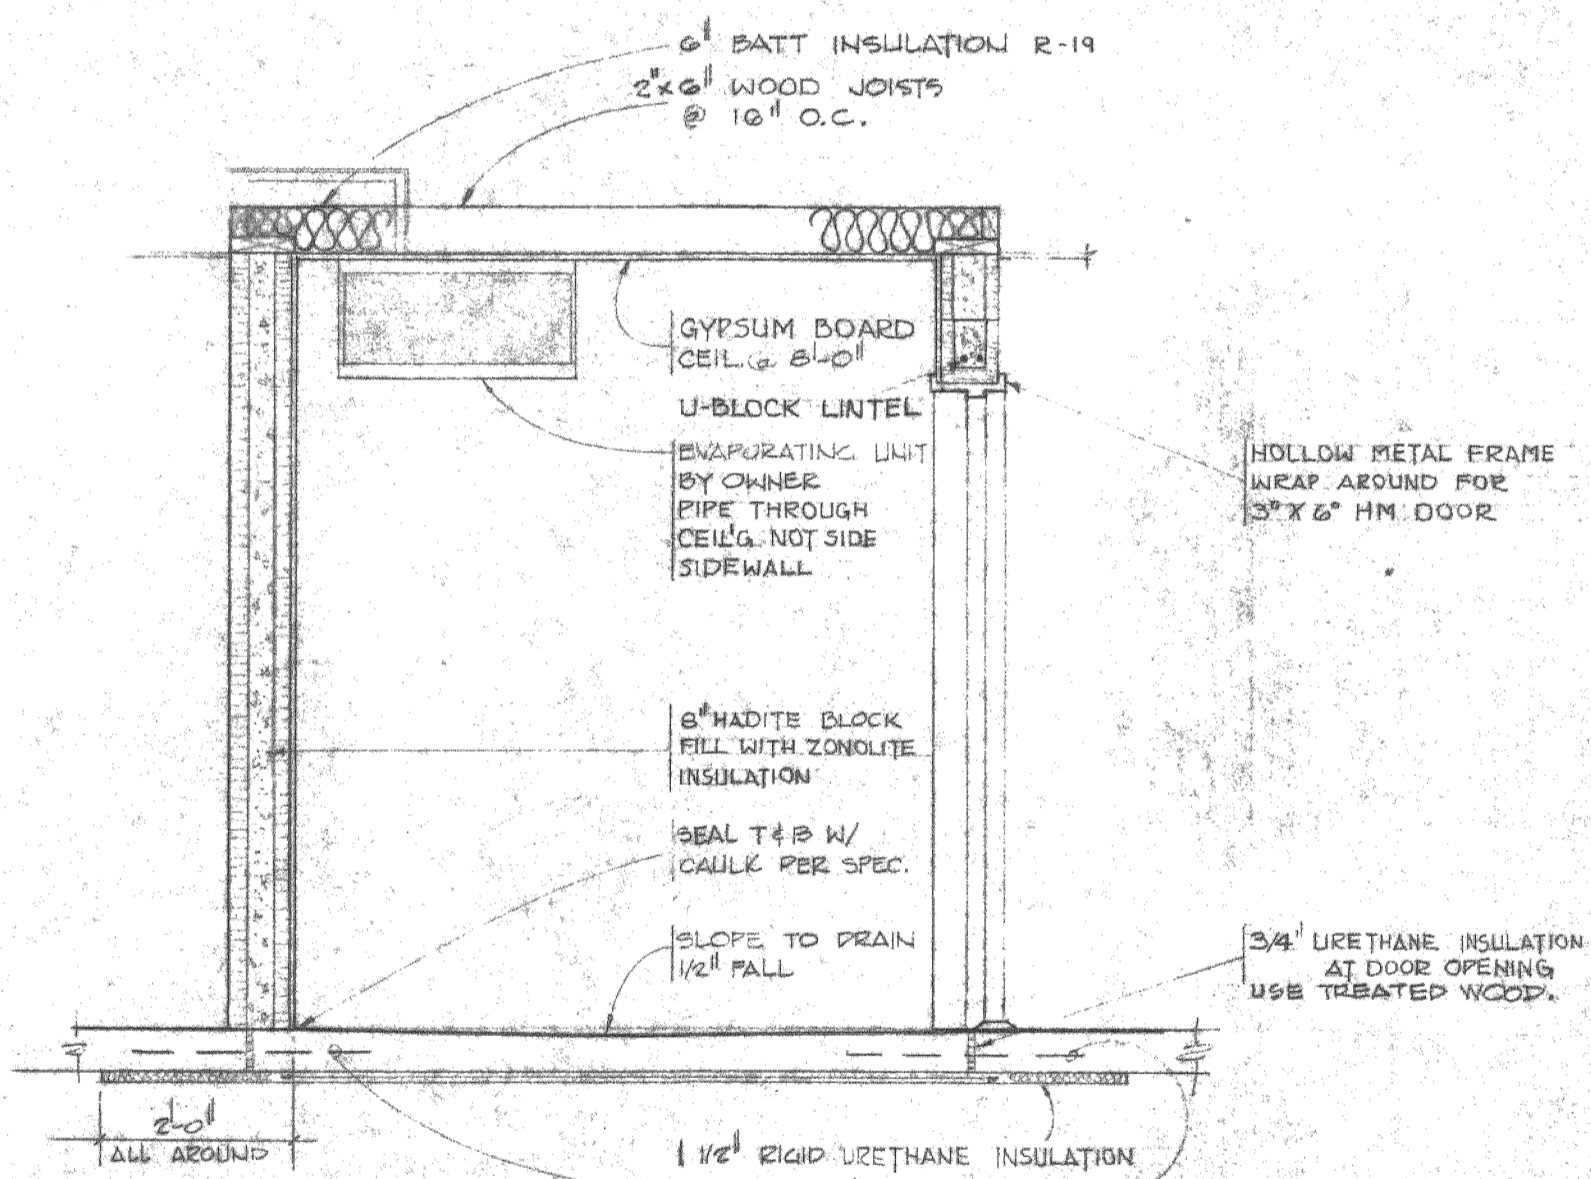 6" BATT INSULATION R-19
2"x6" WOOD JOISTS
@ 16" O.C.
GYPSUM BOARD
CEIL. @ 8'-0"
U-BLOCK LINTEL
EVAPORATING UNIT
BY OWNER
PIPE THROUGH
CEIL'G. NOT SIDE
SIDEWALL
HOLLOW METAL FRAME
WRAP AROUND FOR
3° X 6° HM DOOR
8" HADITE BLOCK
FILL WITH ZONOLITE
INSULATION
SEAL T & B W/
CAULK PER SPEC.
SLOPE TO DRAIN
1/2" FALL
3/4" URETHANE INSULATION
AT DOOR OPENING
USE TREATED WOOD.
2'-0"
ALL AROUND
1 1/2" RIGID URETHANE INSULATION